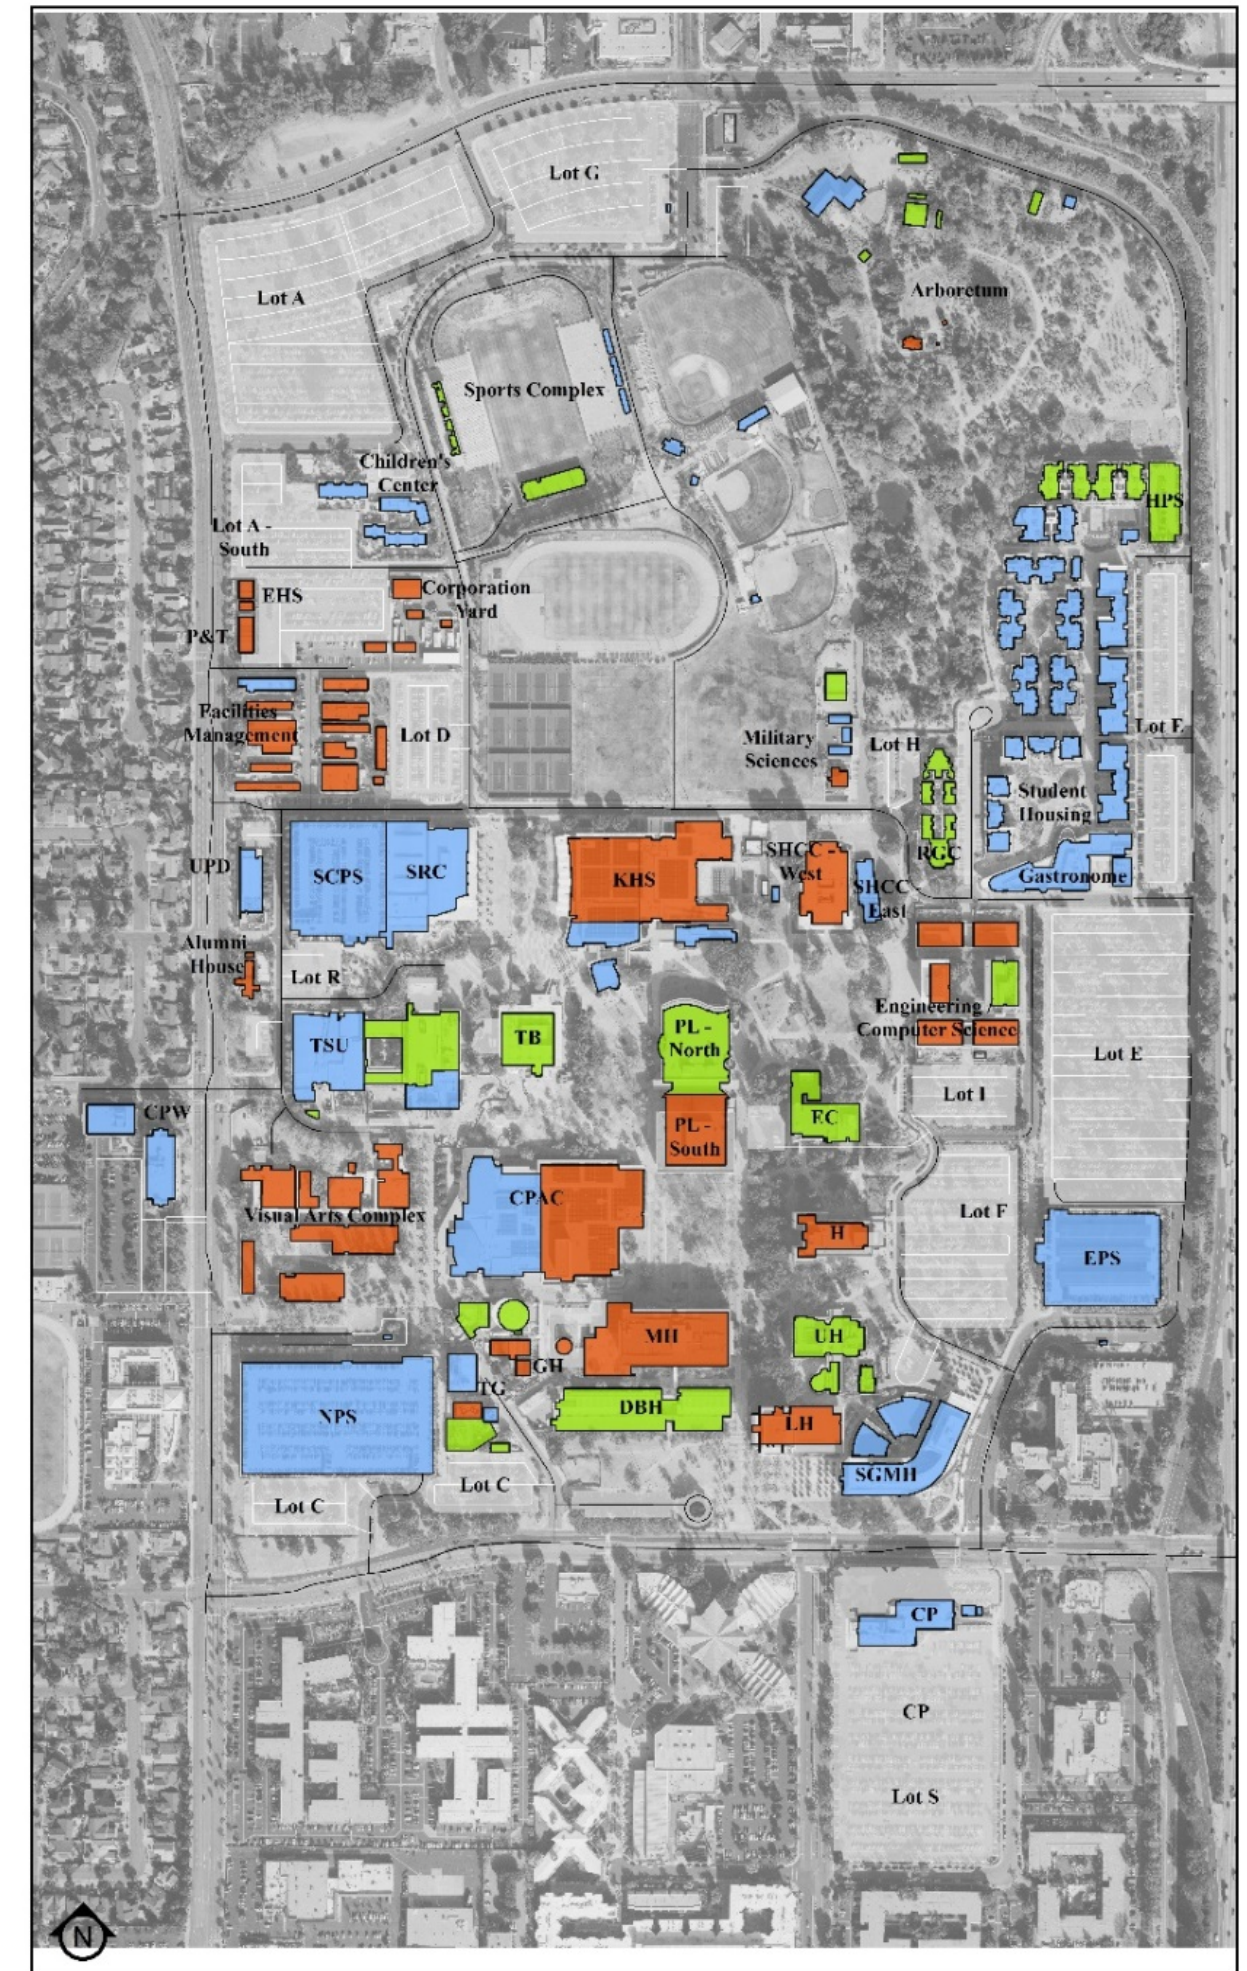 Lot G
Arboretum
Lot A
Sports Complex
Children's
Center
HPS
Lot A -
South
EHS
Corporation
Yard
P&T
Facilities
Management
Lot D
Military
Sciences
Lot H
Lot E
Student
Housing
UPD
SCPS
SRC
KHS
SHCC -
West
SHCC
East
RGC
Gastronome
Alumni
House
Lot R
Engineering
Computer Science
TSU
TB
PL -
North
Lot E
Lot I
CPW
PL -
South
EC
Visual Arts Complex
CPAC
Lot F
H
EPS
MH
UH
GH
TG
NPS
DBH
LH
SGMH
Lot C
Lot C
CP
CP
Lot S
N